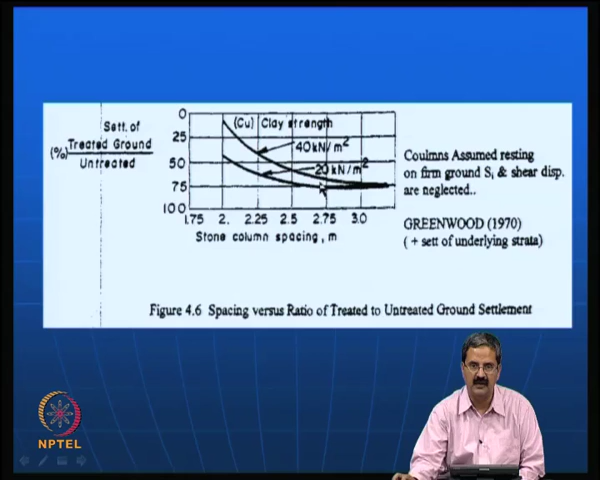 Sett. of
(%) Treated Ground
Untreated
0
25
50
75
100
(Cu) Clay strength
40 kN/m²
20 kN/m²
1.75 2. 2.25 2.5 2.75 3.0
Stone column spacing, m
Coulmns Assumed resting
on firm ground Sᵢ & shear disp.
are neglected..
GREENWOOD (1970)
( + sett of underlying strata)
Figure 4.6 Spacing versus Ratio of Treated to Untreated Ground Settlement
NPTEL